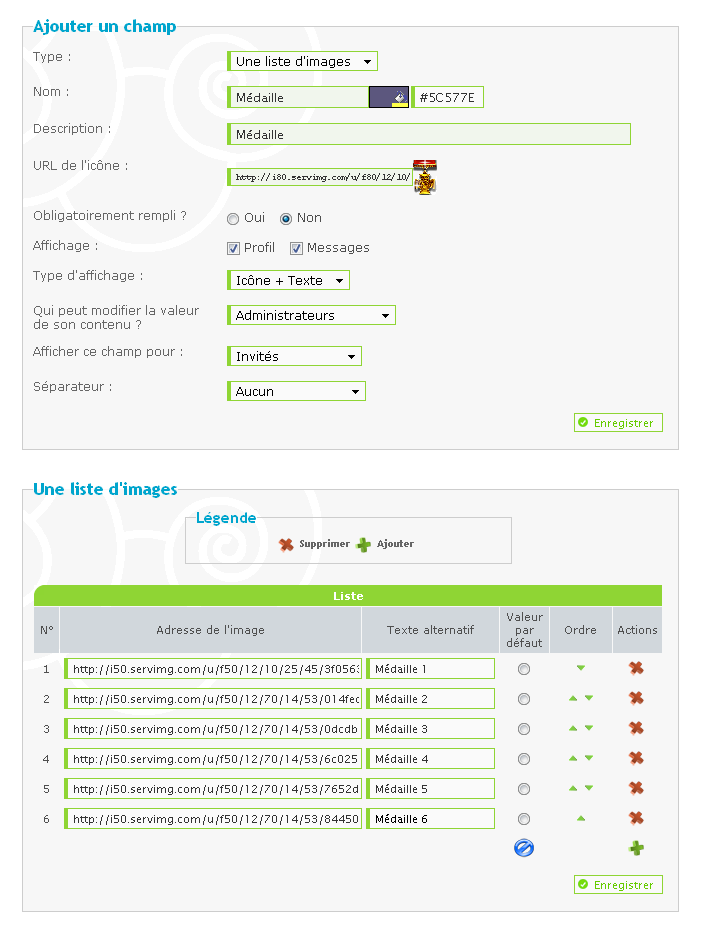 Ajouter un champ
Type :
Une liste d'images
Nom :
Médaille
#5C577E
Description :
Médaille
URL de l'icône :
http://i80.servimg.com/u/f80/12/10/
Obligatoirement rempli ?
Oui Non
Affichage :
Profil Messages
Type d'affichage :
Icône + Texte
Qui peut modifier la valeur
de son contenu ?
Administrateurs
Afficher ce champ pour :
Invités
Séparateur :
Aucun
Enregistrer
Une liste d'images
Légende
Supprimer Ajouter
Liste
N° Adresse de l'image Texte alternatif Valeur par défaut Ordre Actions
1 http://i50.servimg.com/u/f50/12/10/25/45/3f056 Médaille 1
2 http://i50.servimg.com/u/f50/12/70/14/53/014fec Médaille 2
3 http://i50.servimg.com/u/f50/12/70/14/53/0dcdb Médaille 3
4 http://i50.servimg.com/u/f50/12/70/14/53/6c025 Médaille 4
5 http://i50.servimg.com/u/f50/12/70/14/53/7652d Médaille 5
6 http://i50.servimg.com/u/f50/12/70/14/53/84450 Médaille 6
Enregistrer